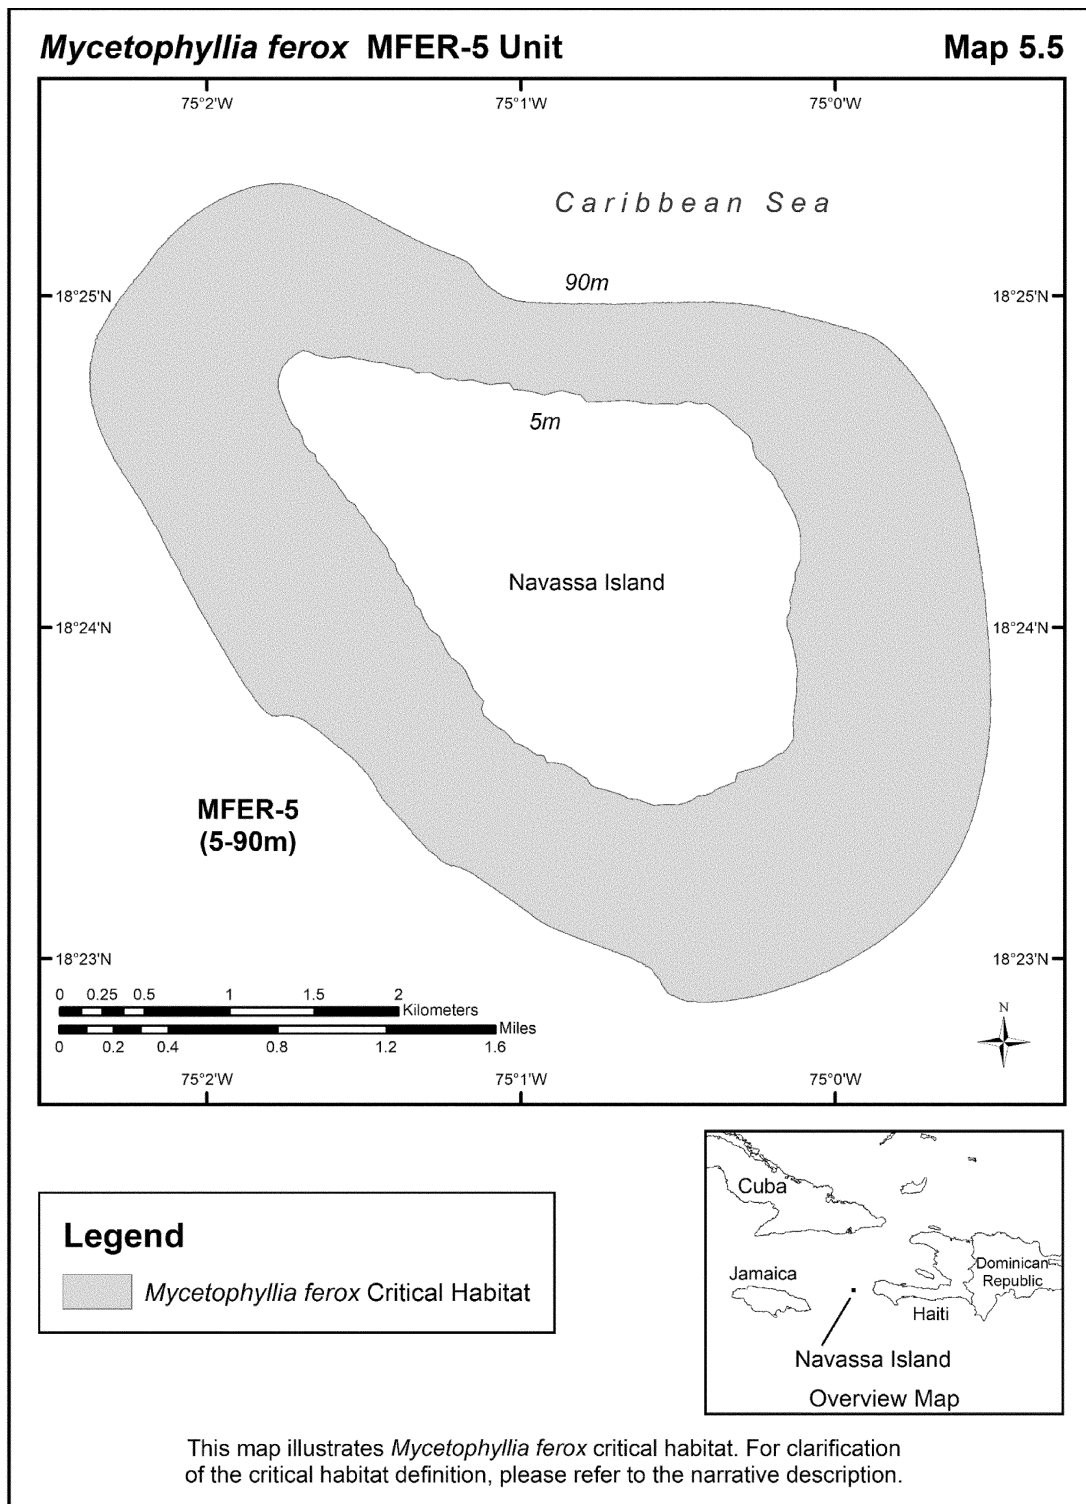 Mycetophyllia ferox MFER-5 Unit Map 5.5
75°2'W 75°1'W 75°0'W
Caribbean Sea
90m
18°25'N 18°25'N
5m
Navassa Island
18°24'N 18°24'N
MFER-5
(5-90m)
18°23'N 18°23'N
0 0.25 0.5 1 1.5 2
Kilometers
Miles
0 0.2 0.4 0.8 1.2 1.6
N
75°2'W 75°1'W 75°0'W
Legend
Mycetophyllia ferox Critical Habitat
Cuba
Jamaica
Dominican
Republic
Haiti
Navassa Island
Overview Map
This map illustrates Mycetophyllia ferox critical habitat. For clarification
of the critical habitat definition, please refer to the narrative description.